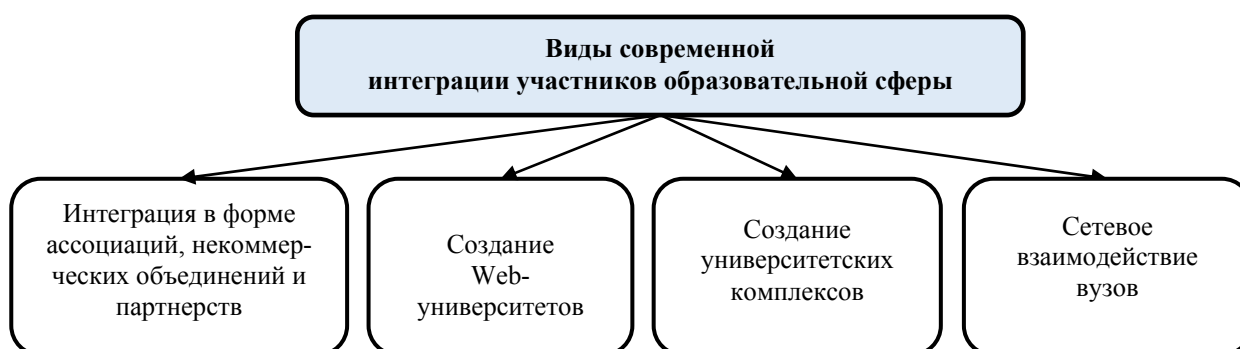 Виды современной
интеграции участников образовательной сферы
Интеграция в форме
ассоциаций, некоммер-
ческих объединений и
партнерств
Создание
Web-
университетов
Создание
университетских
комплексов
Сетевое
взаимодействие
вузов